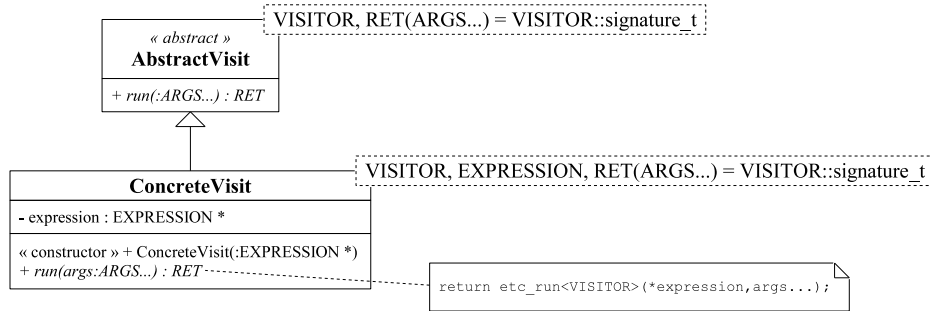 VISITOR, RET(ARGS...) = VISITOR::signature_t
« abstract »
AbstractVisit
+ run(:ARGS...) : RET
VISITOR, EXPRESSION, RET(ARGS...) = VISITOR::signature_t
ConcreteVisit
- expression : EXPRESSION *
« constructor » + ConcreteVisit(:EXPRESSION *)
+ run(args:ARGS...) : RET
return etc_run<VISITOR>(*expression,args...);